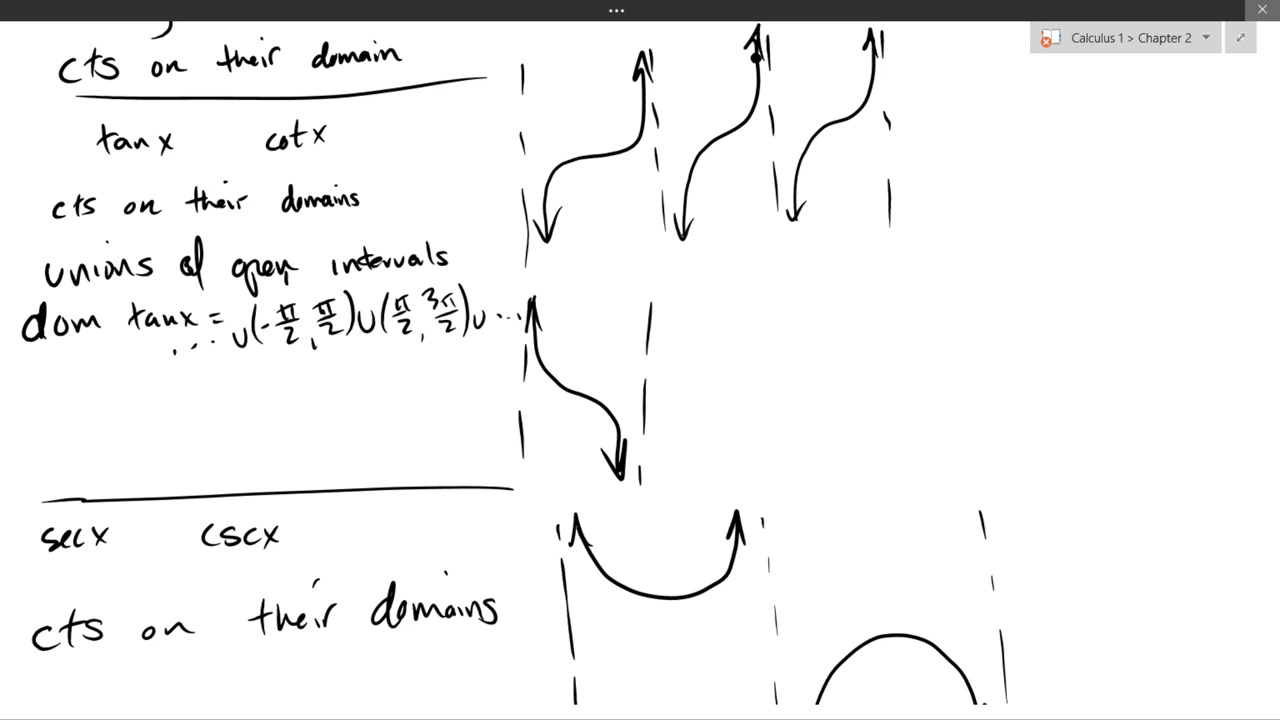 Calculus 1 > Chapter 2
cts on their domain
tan x cot x
cts on their domains
unions of open intervals
dom tanx = ... ∪(-π/2, π/2)∪(π/2, 3π/2)∪ ...
sec x csc x
cts on their domains